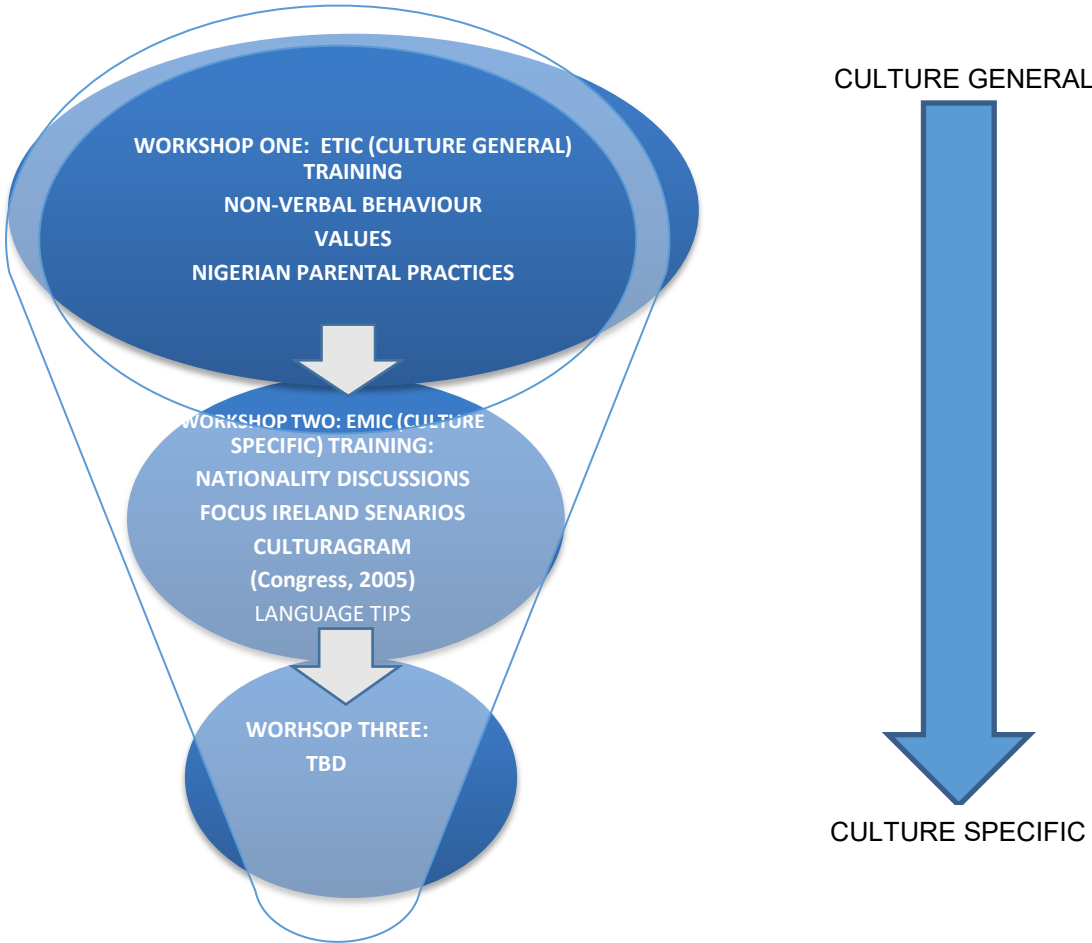 CULTURE GENERAL
WORKSHOP ONE: ETIC (CULTURE GENERAL)
TRAINING
NON-VERBAL BEHAVIOUR
VALUES
NIGERIAN PARENTAL PRACTICES
WORKSHOP TWO: EMIC (CULTURE
SPECIFIC) TRAINING:
NATIONALITY DISCUSSIONS
FOCUS IRELAND SENARIOS
CULTURAGRAM
(Congress, 2005)
LANGUAGE TIPS
WORHSOP THREE:
TBD
CULTURE SPECIFIC